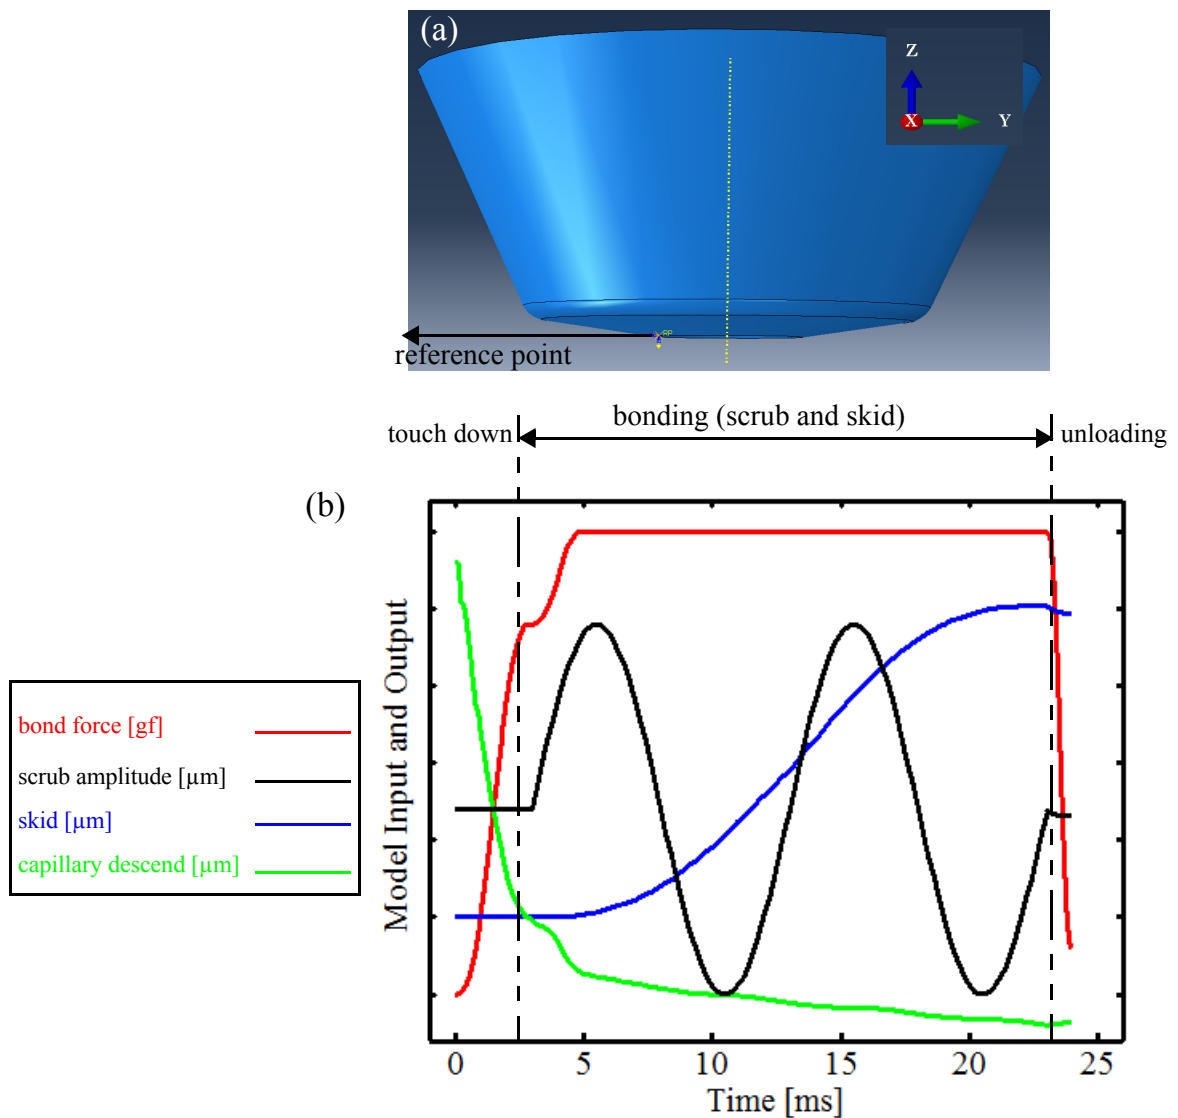 (a)
Z
X
Y
RP
reference point
bonding (scrub and skid)
touch down
unloading
(b)
Model Input and Output
bond force [gf]
scrub amplitude [µm]
skid [µm]
capillary descend [µm]
0
5
10
15
20
25
Time [ms]